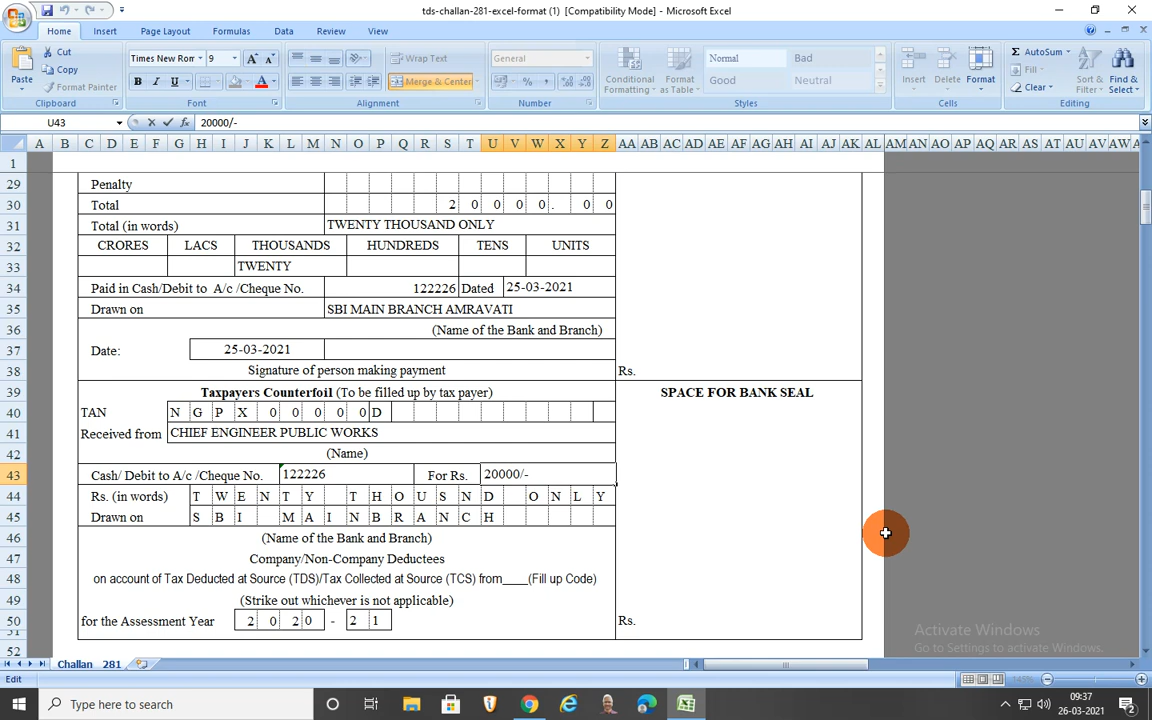 tds-challan-281-excel-format (1) [Compatibility Mode] - Microsoft Excel
Home Insert Page Layout Formulas Data Review View
Cut
Copy
Format Painter
Paste
Clipboard
Times New Rom 9
B I U
Font
Wrap Text
Merge & Center
Alignment
General
Number
Conditional Formatting
Format as Table
Normal Bad
Good Neutral
Styles
Insert Delete Format
Cells
Σ AutoSum
Fill
Clear
Sort & Filter
Find & Select
Editing
U43 fx 20000/-
A B C D E F G H I J K L M N O P Q R S T U V W X Y Z AA AB AC AD AE AF AG AH AI AJ AK AL AM AN AO AP AQ AR AS AT AU AV AW
1
29 Penalty
30 Total 2 0 0 0 0 . 0 0
31 Total (in words) TWENTY THOUSAND ONLY
32 CRORES LACS THOUSANDS HUNDREDS TENS UNITS
33 TWENTY
34 Paid in Cash/Debit to A/c /Cheque No. 122226 Dated 25-03-2021
35 Drawn on SBI MAIN BRANCH AMRAVATI
36 (Name of the Bank and Branch)
37 Date: 25-03-2021
38 Signature of person making payment Rs.
39 Taxpayers Counterfoil (To be filled up by tax payer) SPACE FOR BANK SEAL
40 TAN N G P X 0 0 0 0 0 D
41 Received from CHIEF ENGINEER PUBLIC WORKS
42 (Name)
43 Cash/ Debit to A/c /Cheque No. 122226 For Rs. 20000/-
44 Rs. (in words) T W E N T Y T H O U S N D O N L Y
45 Drawn on S B I M A I N B R A N C H
46 (Name of the Bank and Branch)
47 Company/Non-Company Deductees
48 on account of Tax Deducted at Source (TDS)/Tax Collected at Source (TCS) from____(Fill up Code)
49 (Strike out whichever is not applicable)
50 for the Assessment Year 2 0 2 0 - 2 1 Rs.
51
52
Activate Windows
Go to Settings to activate Windows.
Challan 281
Edit 145%
Type here to search
09:37
26-03-2021
2